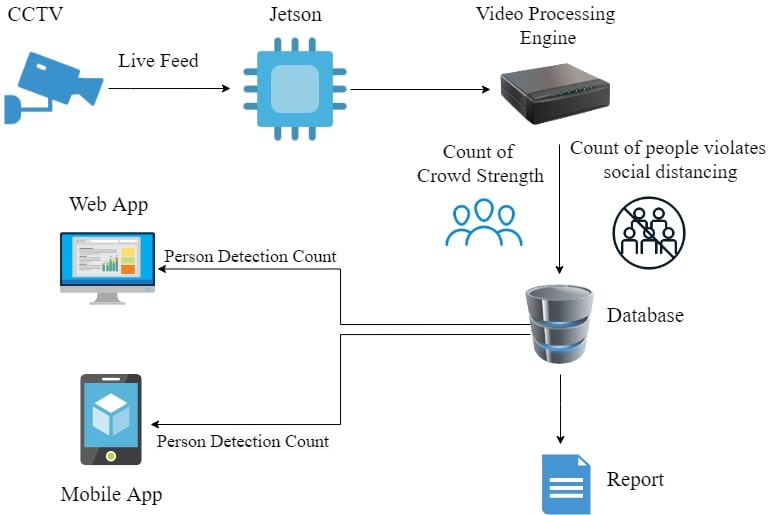 CCTV
Jetson
Video Processing
Engine
Live Feed
Count of
Crowd Strength
Count of people violates
social distancing
Web App
Person Detection Count
Database
Person Detection Count
Mobile App
Report